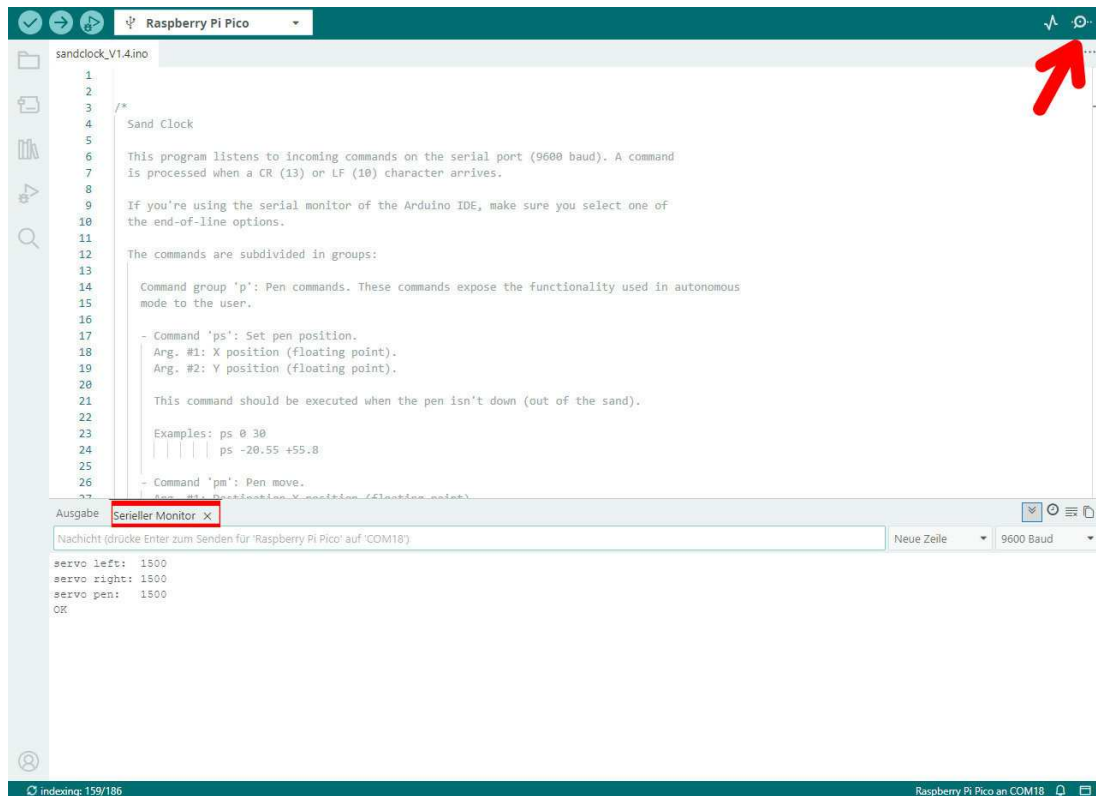 Raspberry Pi Pico
sandclock_V1.4.ino
1
2
3 /*
4 Sand Clock
5
6 This program listens to incoming commands on the serial port (9600 baud). A command
7 is processed when a CR (13) or LF (10) character arrives.
8
9 If you're using the serial monitor of the Arduino IDE, make sure you select one of
10 the end-of-line options.
11
12 The commands are subdivided in groups:
13
14 Command group 'p': Pen commands. These commands expose the functionality used in autonomous
15 mode to the user.
16
17 - Command 'ps': Set pen position.
18 Arg. #1: X position (floating point).
19 Arg. #2: Y position (floating point).
20
21 This command should be executed when the pen isn't down (out of the sand).
22
23 Examples: ps 0 30
24 ps -20.55 +55.8
25
26 - Command 'pm': Pen move.
27 Arg. #1: Destination X position (floating point)
Ausgabe Serieller Monitor ×
Nachricht (drücke Enter zum Senden für 'Raspberry Pi Pico' auf 'COM18') Neue Zeile 9600 Baud
servo left: 1500
servo right: 1500
servo pen: 1500
OK
indexing: 159/186 Raspberry Pi Pico an COM18